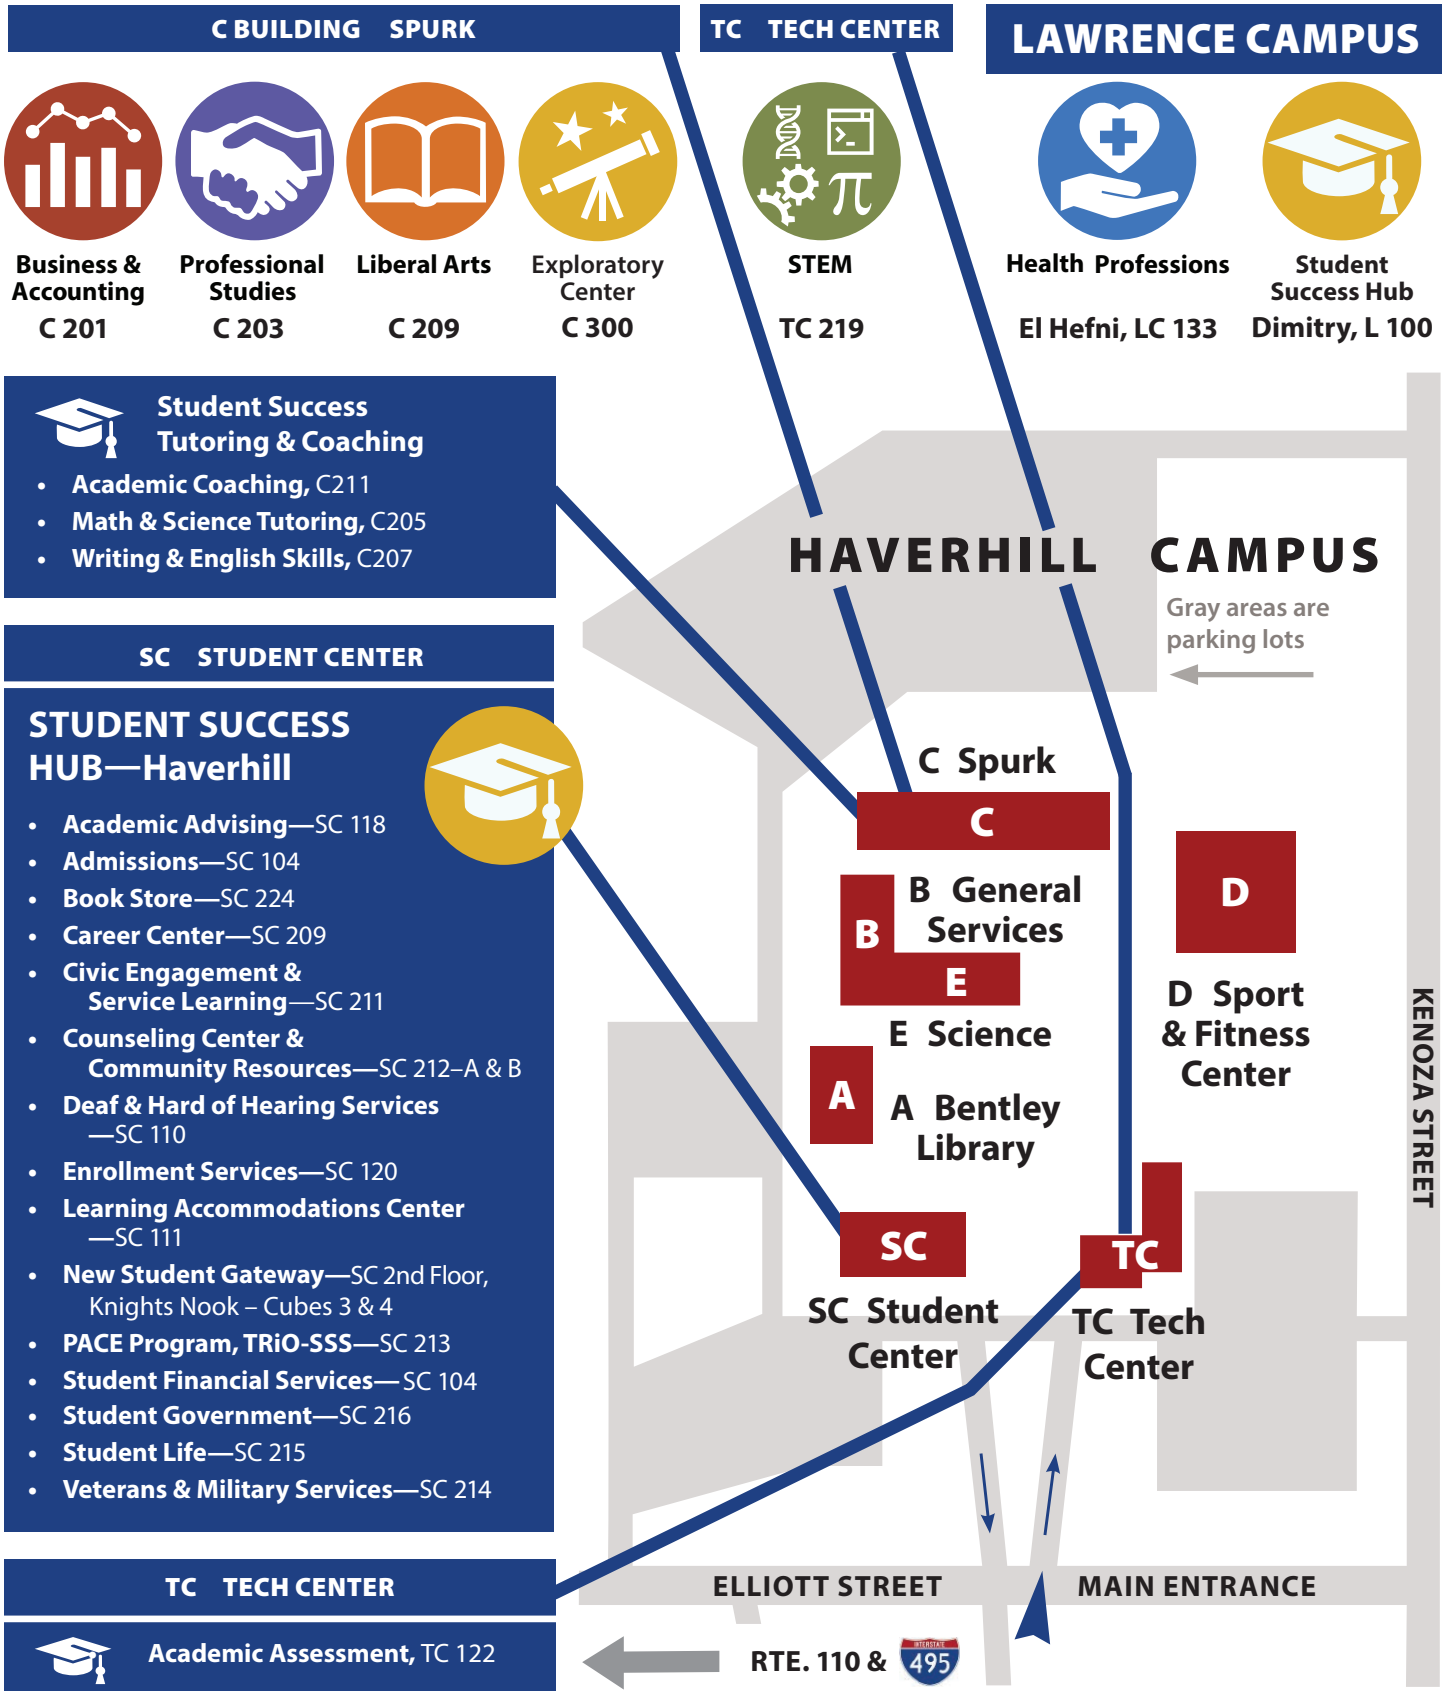 C BUILDING SPURK
TC TECH CENTER
LAWRENCE CAMPUS
Business &
Accounting
C 201
Professional
Studies
C 203
Liberal Arts
C 209
Exploratory
Center
C 300
STEM
TC 219
Health Professions
El Hefni, LC 133
Student
Success Hub
Dimitry, L 100
Student Success
Tutoring & Coaching
• Academic Coaching, C211
• Math & Science Tutoring, C205
• Writing & English Skills, C207
SC STUDENT CENTER
STUDENT SUCCESS
HUB—Haverhill
• Academic Advising—SC 118
• Admissions—SC 104
• Book Store—SC 224
• Career Center—SC 209
• Civic Engagement &
Service Learning—SC 211
• Counseling Center &
Community Resources—SC 212–A & B
• Deaf & Hard of Hearing Services
—SC 110
• Enrollment Services—SC 120
• Learning Accommodations Center
—SC 111
• New Student Gateway—SC 2nd Floor,
Knights Nook – Cubes 3 & 4
• PACE Program, TRiO-SSS—SC 213
• Student Financial Services—SC 104
• Student Government—SC 216
• Student Life—SC 215
• Veterans & Military Services—SC 214
TC TECH CENTER
Academic Assessment, TC 122
HAVERHILL CAMPUS
Gray areas are
parking lots
C Spurk
C
B General
Services
B
E
E Science
A
A Bentley
Library
D
D Sport
& Fitness
Center
SC
SC Student
Center
TC
TC Tech
Center
KENOZA STREET
ELLIOTT STREET
MAIN ENTRANCE
RTE. 110 &
INTERSTATE
495
>_
π